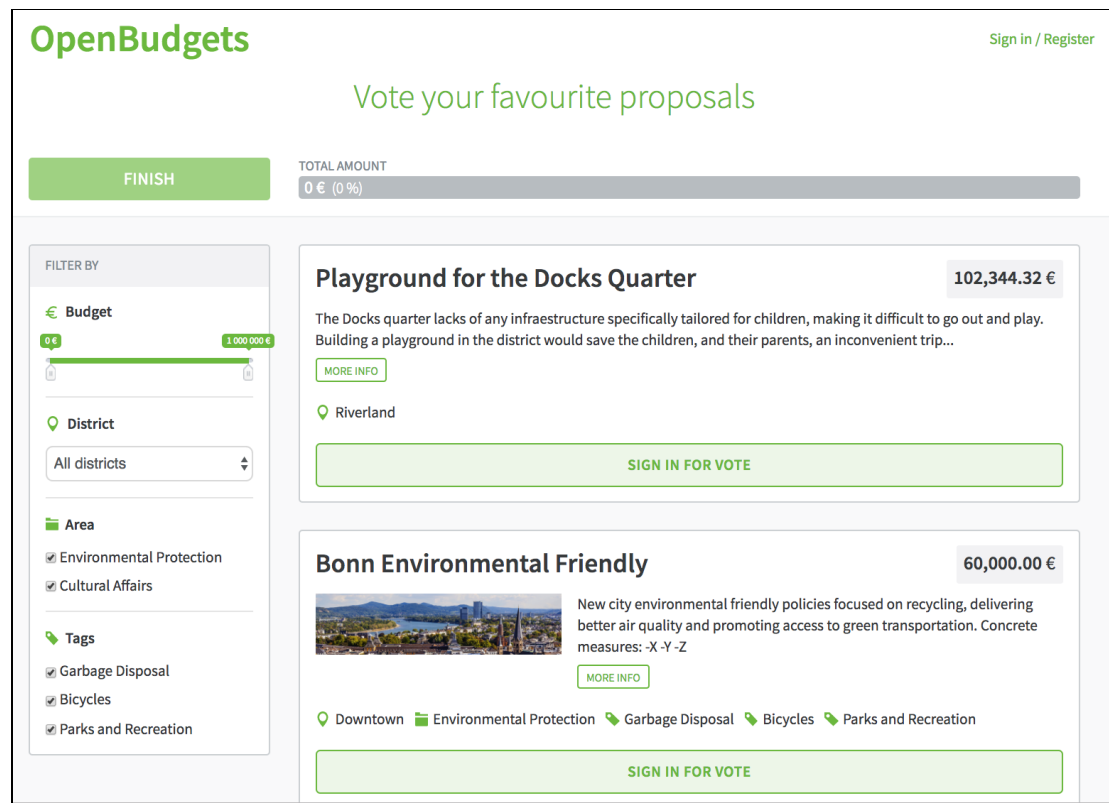 OpenBudgets
Sign in / Register
Vote your favourite proposals
FINISH
TOTAL AMOUNT
0 € (0 %)
FILTER BY
€ Budget
0 €
1 000 000 €
District
All districts
Area
Environmental Protection
Cultural Affairs
Tags
Garbage Disposal
Bicycles
Parks and Recreation
Playground for the Docks Quarter
102,344.32 €
The Docks quarter lacks of any infraestructure specifically tailored for children, making it difficult to go out and play.
Building a playground in the district would save the children, and their parents, an inconvenient trip...
MORE INFO
Riverland
SIGN IN FOR VOTE
Bonn Environmental Friendly
60,000.00 €
New city environmental friendly policies focused on recycling, delivering
better air quality and promoting access to green transportation. Concrete
measures: -X -Y -Z
MORE INFO
Downtown Environmental Protection Garbage Disposal Bicycles Parks and Recreation
SIGN IN FOR VOTE